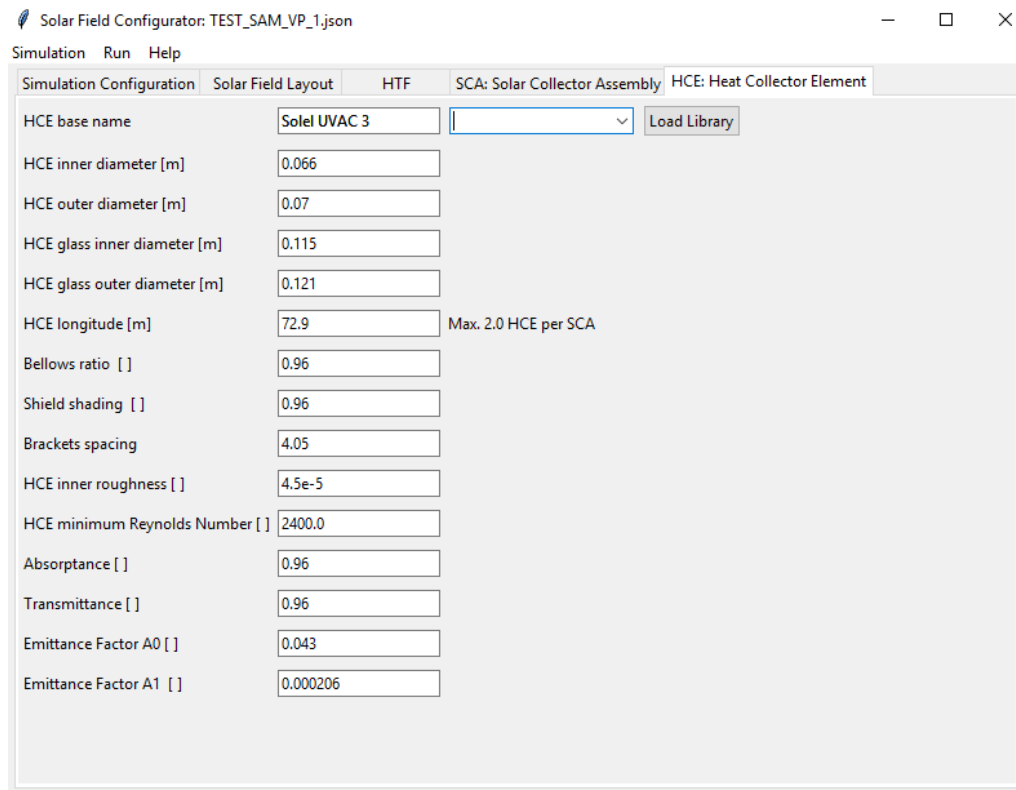 Solar Field Configurator: TEST_SAM_VP_1.json
Simulation Run Help
Simulation Configuration Solar Field Layout HTF SCA: Solar Collector Assembly HCE: Heat Collector Element
HCE base name Solel UVAC 3 Load Library
HCE inner diameter [m] 0.066
HCE outer diameter [m] 0.07
HCE glass inner diameter [m] 0.115
HCE glass outer diameter [m] 0.121
HCE longitude [m] 72.9 Max. 2.0 HCE per SCA
Bellows ratio [ ] 0.96
Shield shading [ ] 0.96
Brackets spacing 4.05
HCE inner roughness [ ] 4.5e-5
HCE minimum Reynolds Number [ ] 2400.0
Absorptance [ ] 0.96
Transmittance [ ] 0.96
Emittance Factor A0 [ ] 0.043
Emittance Factor A1 [ ] 0.000206